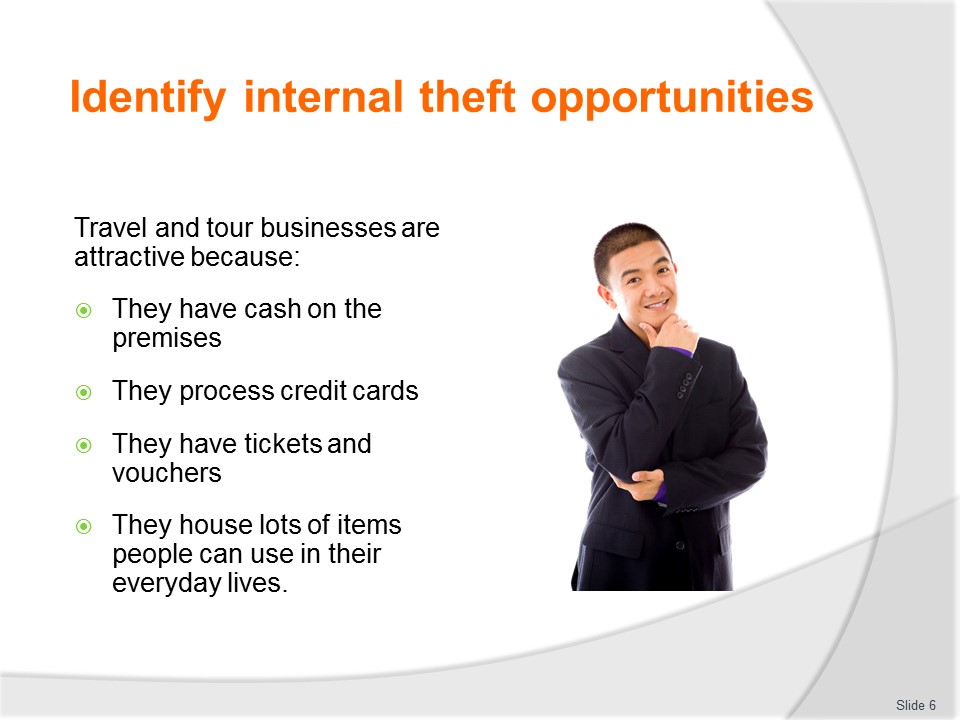 Identify internal theft opportunities
Travel and tour businesses are
attractive because:
They have cash on the
premises
They process credit cards
They have tickets and
vouchers
They house lots of items
people can use in their
everyday lives.
Slide 6